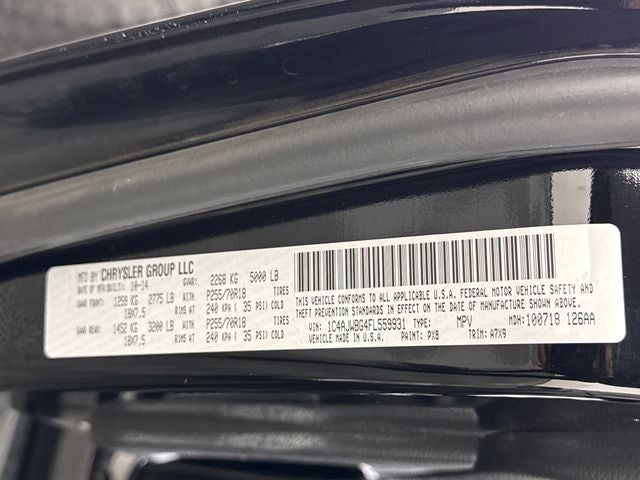 MFD BY CHRYSLER GROUP LLC
DATE OF MFR(BUILT): 10-14 GVWR: 2268 KG 5000 LB
GAWR FRONT: 1259 KG 2775 LB WITH P255/70R18 TIRES
18X7.5 RIMS AT 240 KPA ( 35 PSI) COLD
GAWR REAR: 1452 KG 3200 LB WITH P255/70R18 TIRES
18X7.5 RIMS AT 240 KPA ( 35 PSI) COLD
THIS VEHICLE CONFORMS TO ALL APPLICABLE U.S.A. FEDERAL MOTOR VEHICLE SAFETY AND
THEFT PREVENTION STANDARDS IN EFFECT ON THE DATE OF MANUFACTURE SHOWN ABOVE
VIN: 1C4AJWBG4FL559931 TYPE: MPV MDH: 100718 126AA
VEHICLE MADE IN U.S.A. PAINT: PX8 TRIM: A7X9